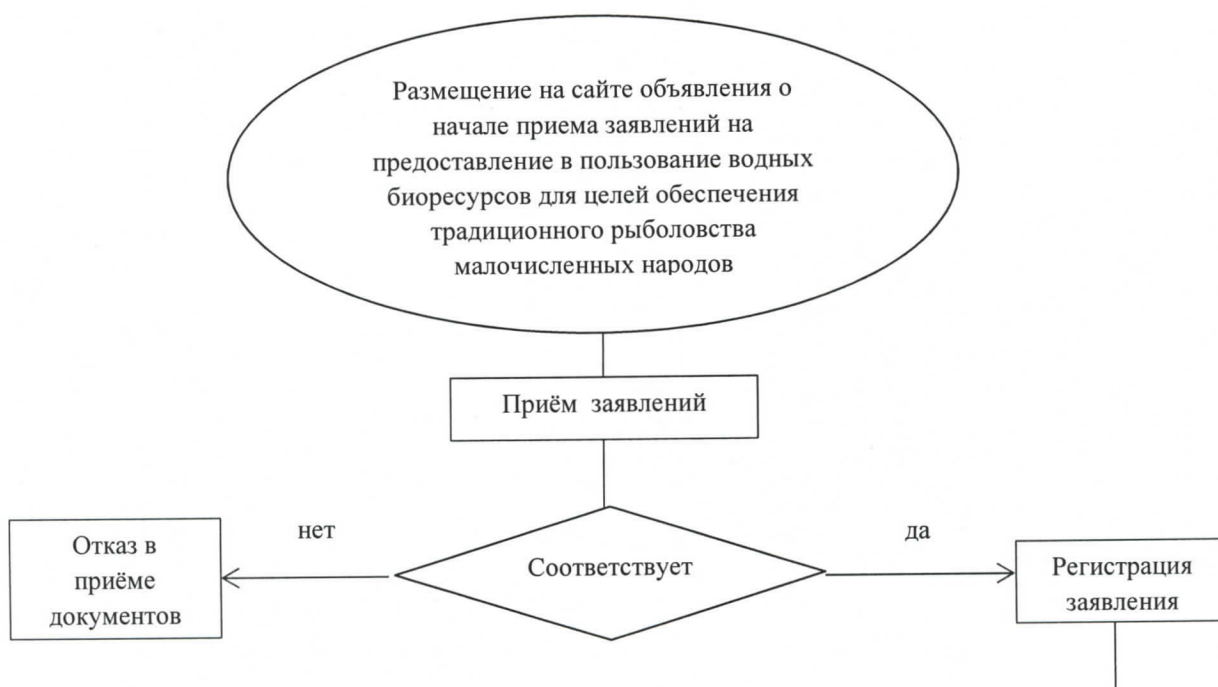 Размещение на сайте объявления о
начале приема заявлений на
предоставление в пользование водных
биоресурсов для целей обеспечения
традиционного рыболовства
малочисленных народов
Приём заявлений
нет
да
Отказ в
приёме
документов
Соответствует
Регистрация
заявления